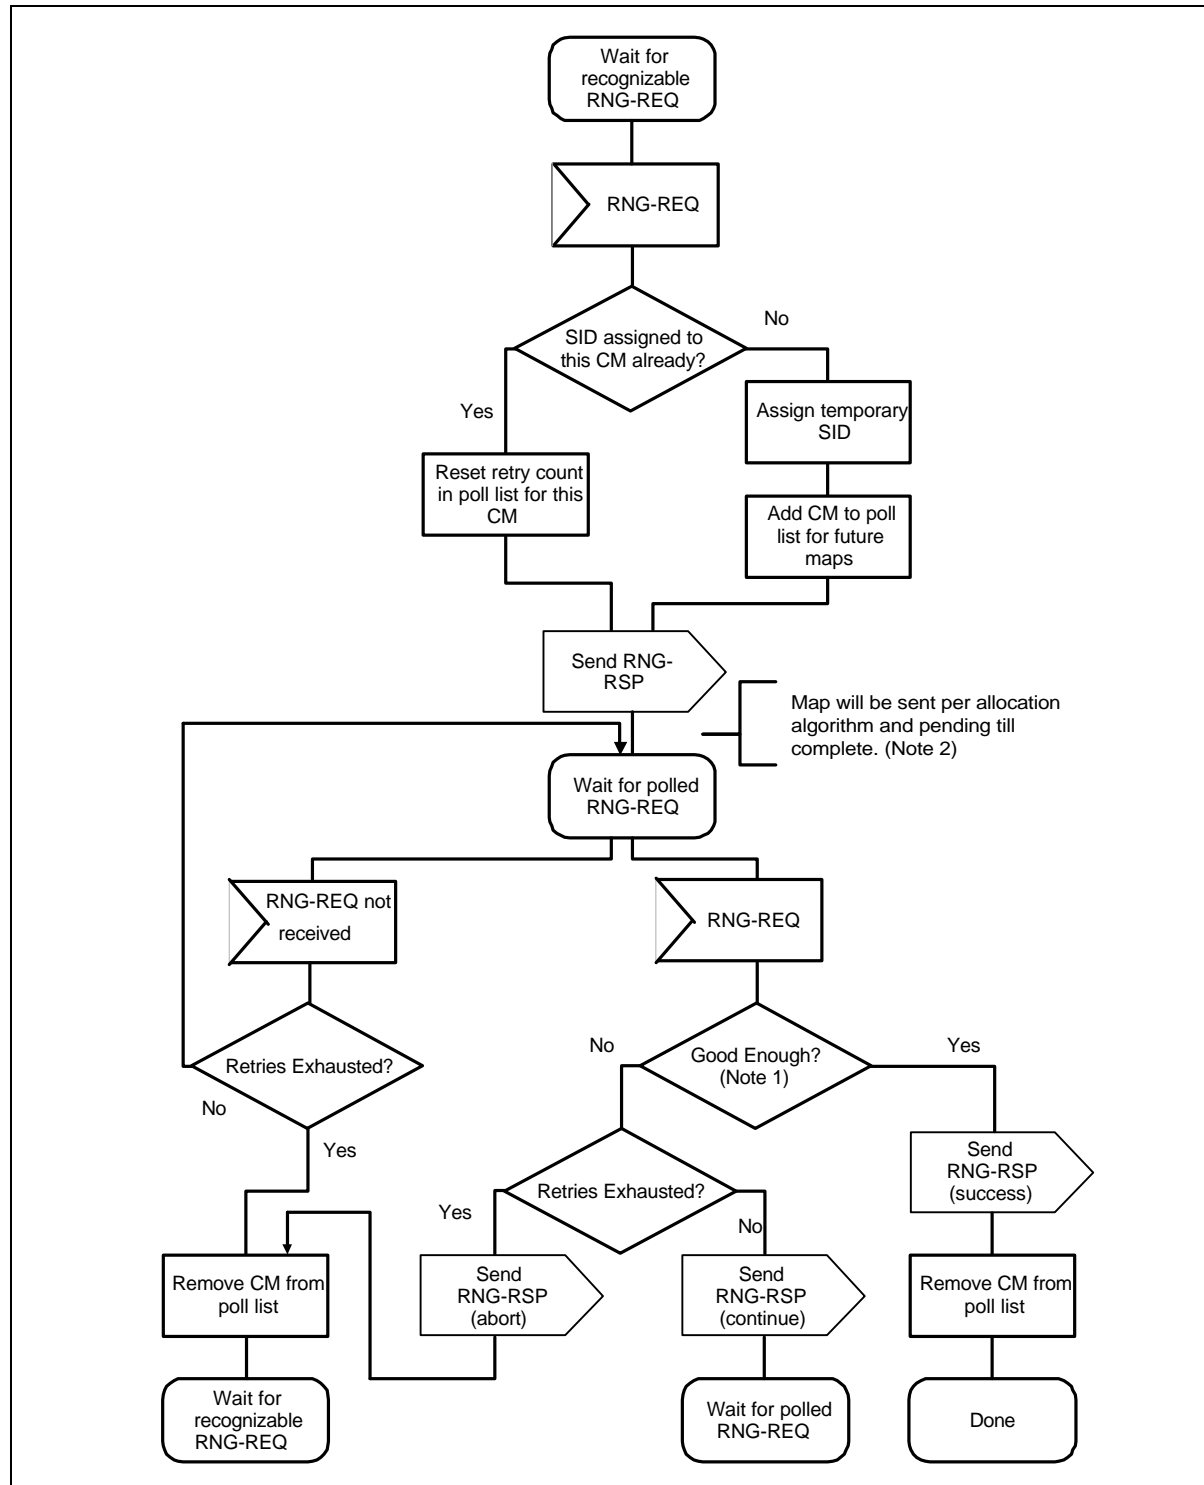 Wait for
recognizable
RNG-REQ
RNG-REQ
SID assigned to
this CM already?
No
Yes
Assign temporary
SID
Reset retry count
in poll list for this
CM
Add CM to poll
list for future
maps
Send RNG-
RSP
Map will be sent per allocation
algorithm and pending till
complete. (Note 2)
Wait for polled
RNG-REQ
RNG-REQ not
received
RNG-REQ
Retries Exhausted?
No
Yes
Good Enough?
(Note 1)
No
Yes
Send
RNG-RSP
(success)
Retries Exhausted?
Yes
No
Remove CM from
poll list
Send
RNG-RSP
(abort)
Send
RNG-RSP
(continue)
Remove CM from
poll list
Wait for
recognizable
RNG-REQ
Wait for polled
RNG-REQ
Done